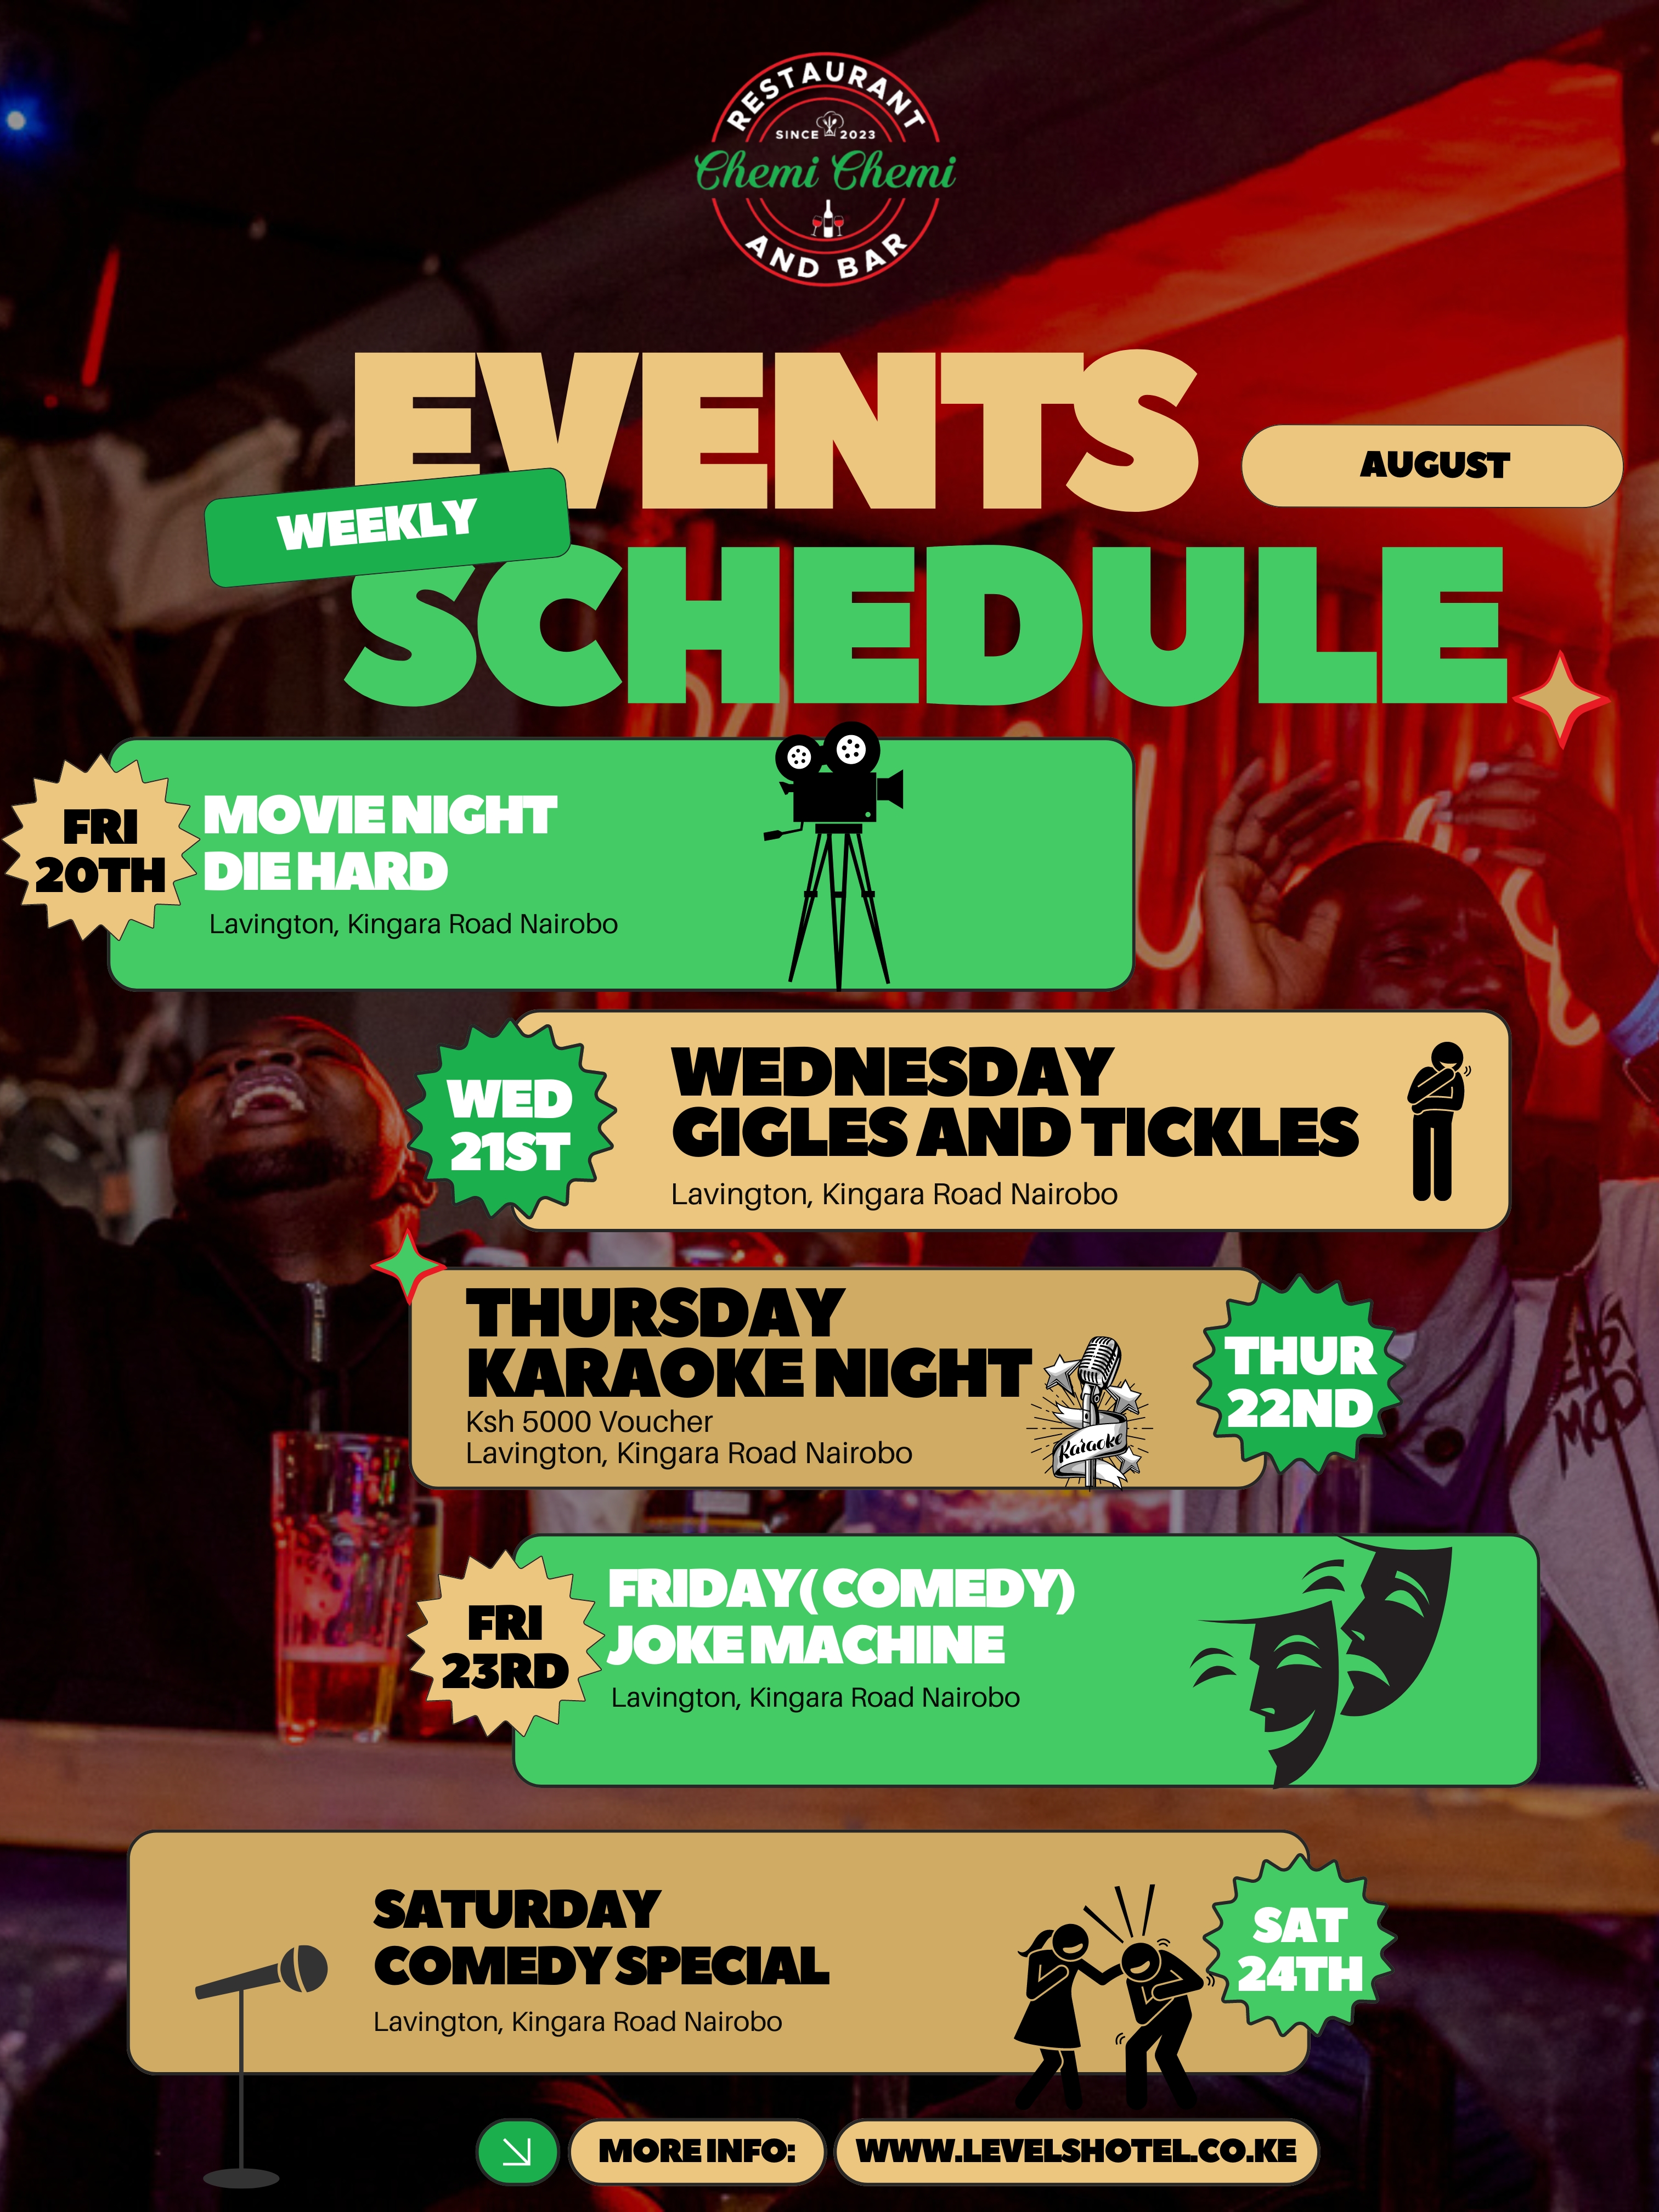 RESTAURANT
SINCE 2023
Chemi Chemi
AND BAR
EVENTS
AUGUST
WEEKLY
SCHEDULE
FRI
20TH
MOVIE NIGHT
DIE HARD
Lavington, Kingara Road Nairobo
WED
21ST
WEDNESDAY
GIGLES AND TICKLES
Lavington, Kingara Road Nairobo
THURSDAY
KARAOKE NIGHT
Ksh 5000 Voucher
Lavington, Kingara Road Nairobo
Karaoke
THUR
22ND
FRI
23RD
FRIDAY(COMEDY)
JOKE MACHINE
Lavington, Kingara Road Nairobo
SATURDAY
COMEDY SPECIAL
Lavington, Kingara Road Nairobo
SAT
24TH
MORE INFO:
WWW.LEVELSHOTEL.CO.KE